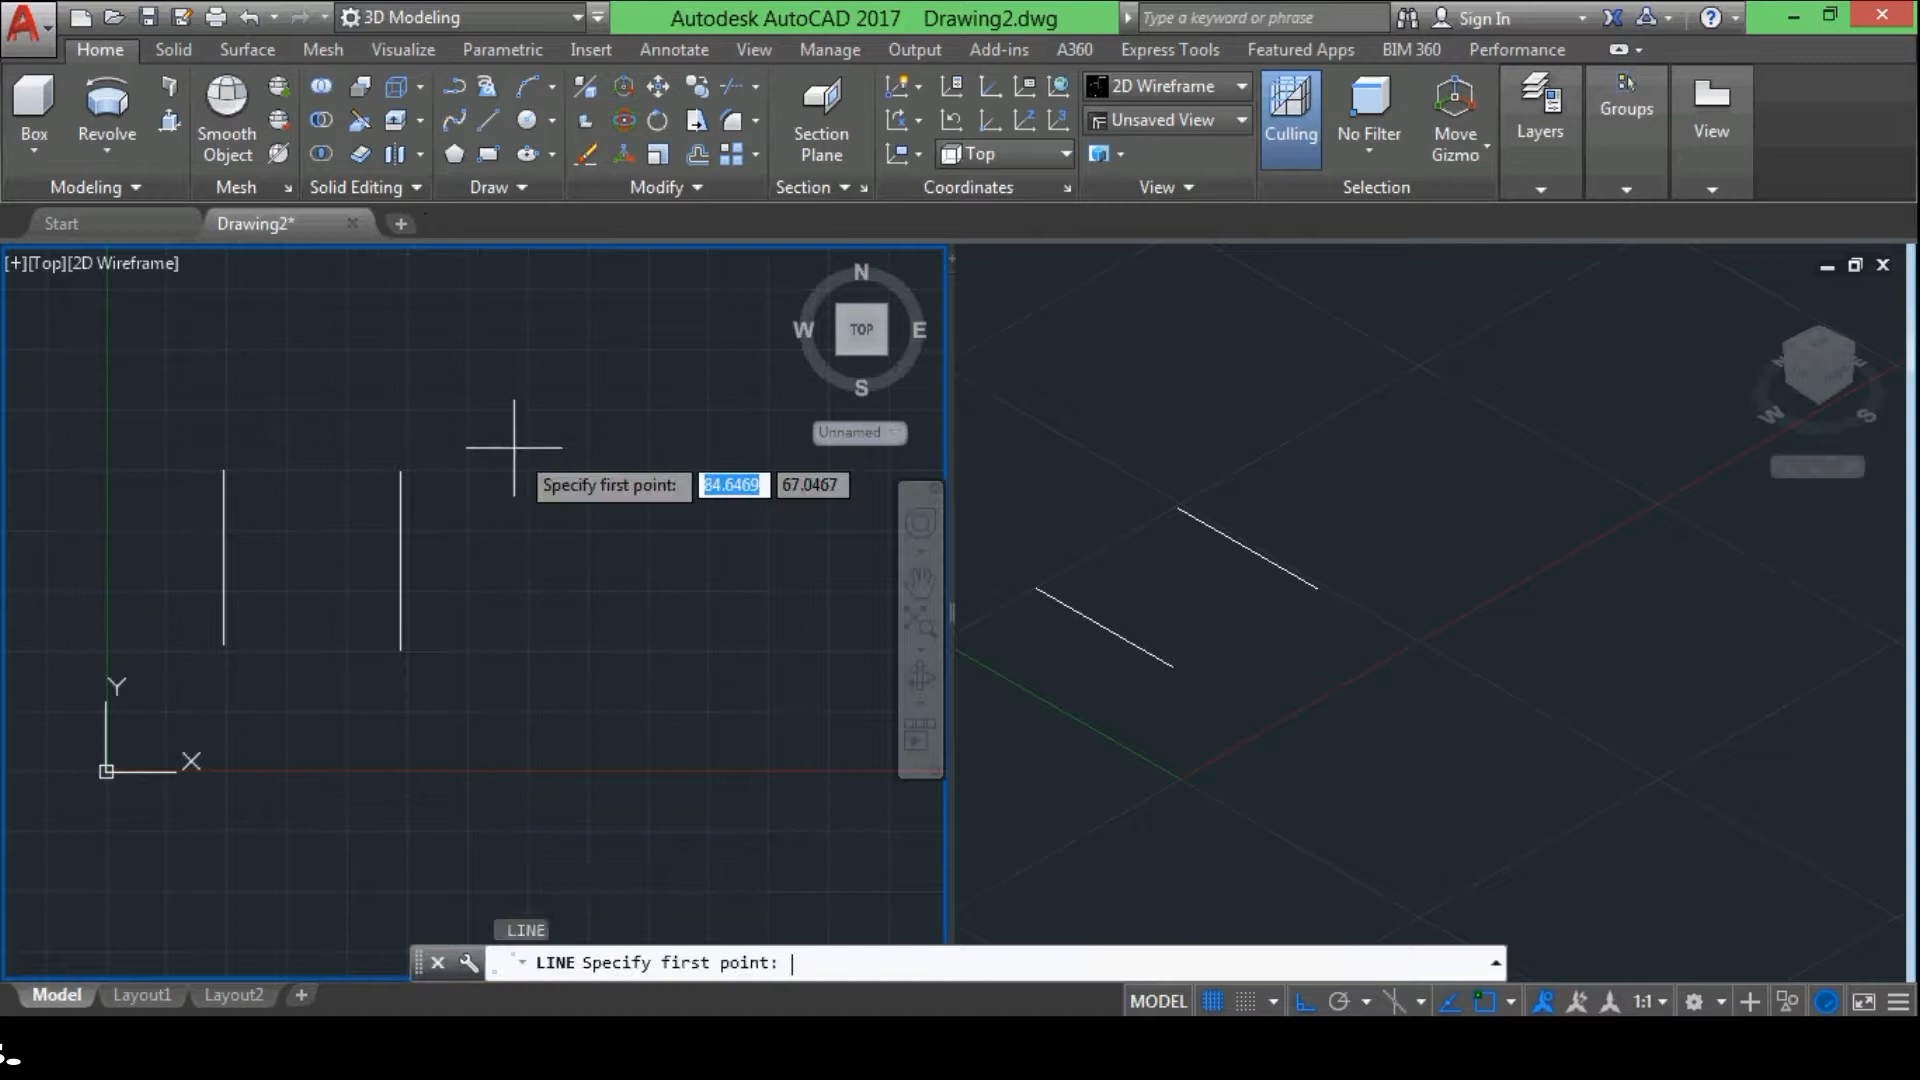 3D Modeling
Autodesk AutoCAD 2017 Drawing2.dwg
Type a keyword or phrase
Sign In
Home Solid Surface Mesh Visualize Parametric Insert Annotate View Manage Output Add-ins A360 Express Tools Featured Apps BIM 360 Performance
2D Wireframe
Unsaved View
Box Revolve Smooth Object Section Plane Top Culling No Filter Move Gizmo Layers Groups View
Modeling Mesh Solid Editing Draw Modify Section Coordinates View Selection
Start Drawing2*
[+][Top][2D Wireframe]
N
W TOP E
S
Unnamed
W S
Specify first point: 84.6469 67.0467
Y
X
LINE
LINE Specify first point:
Model Layout1 Layout2 +
MODEL 1:1
s.